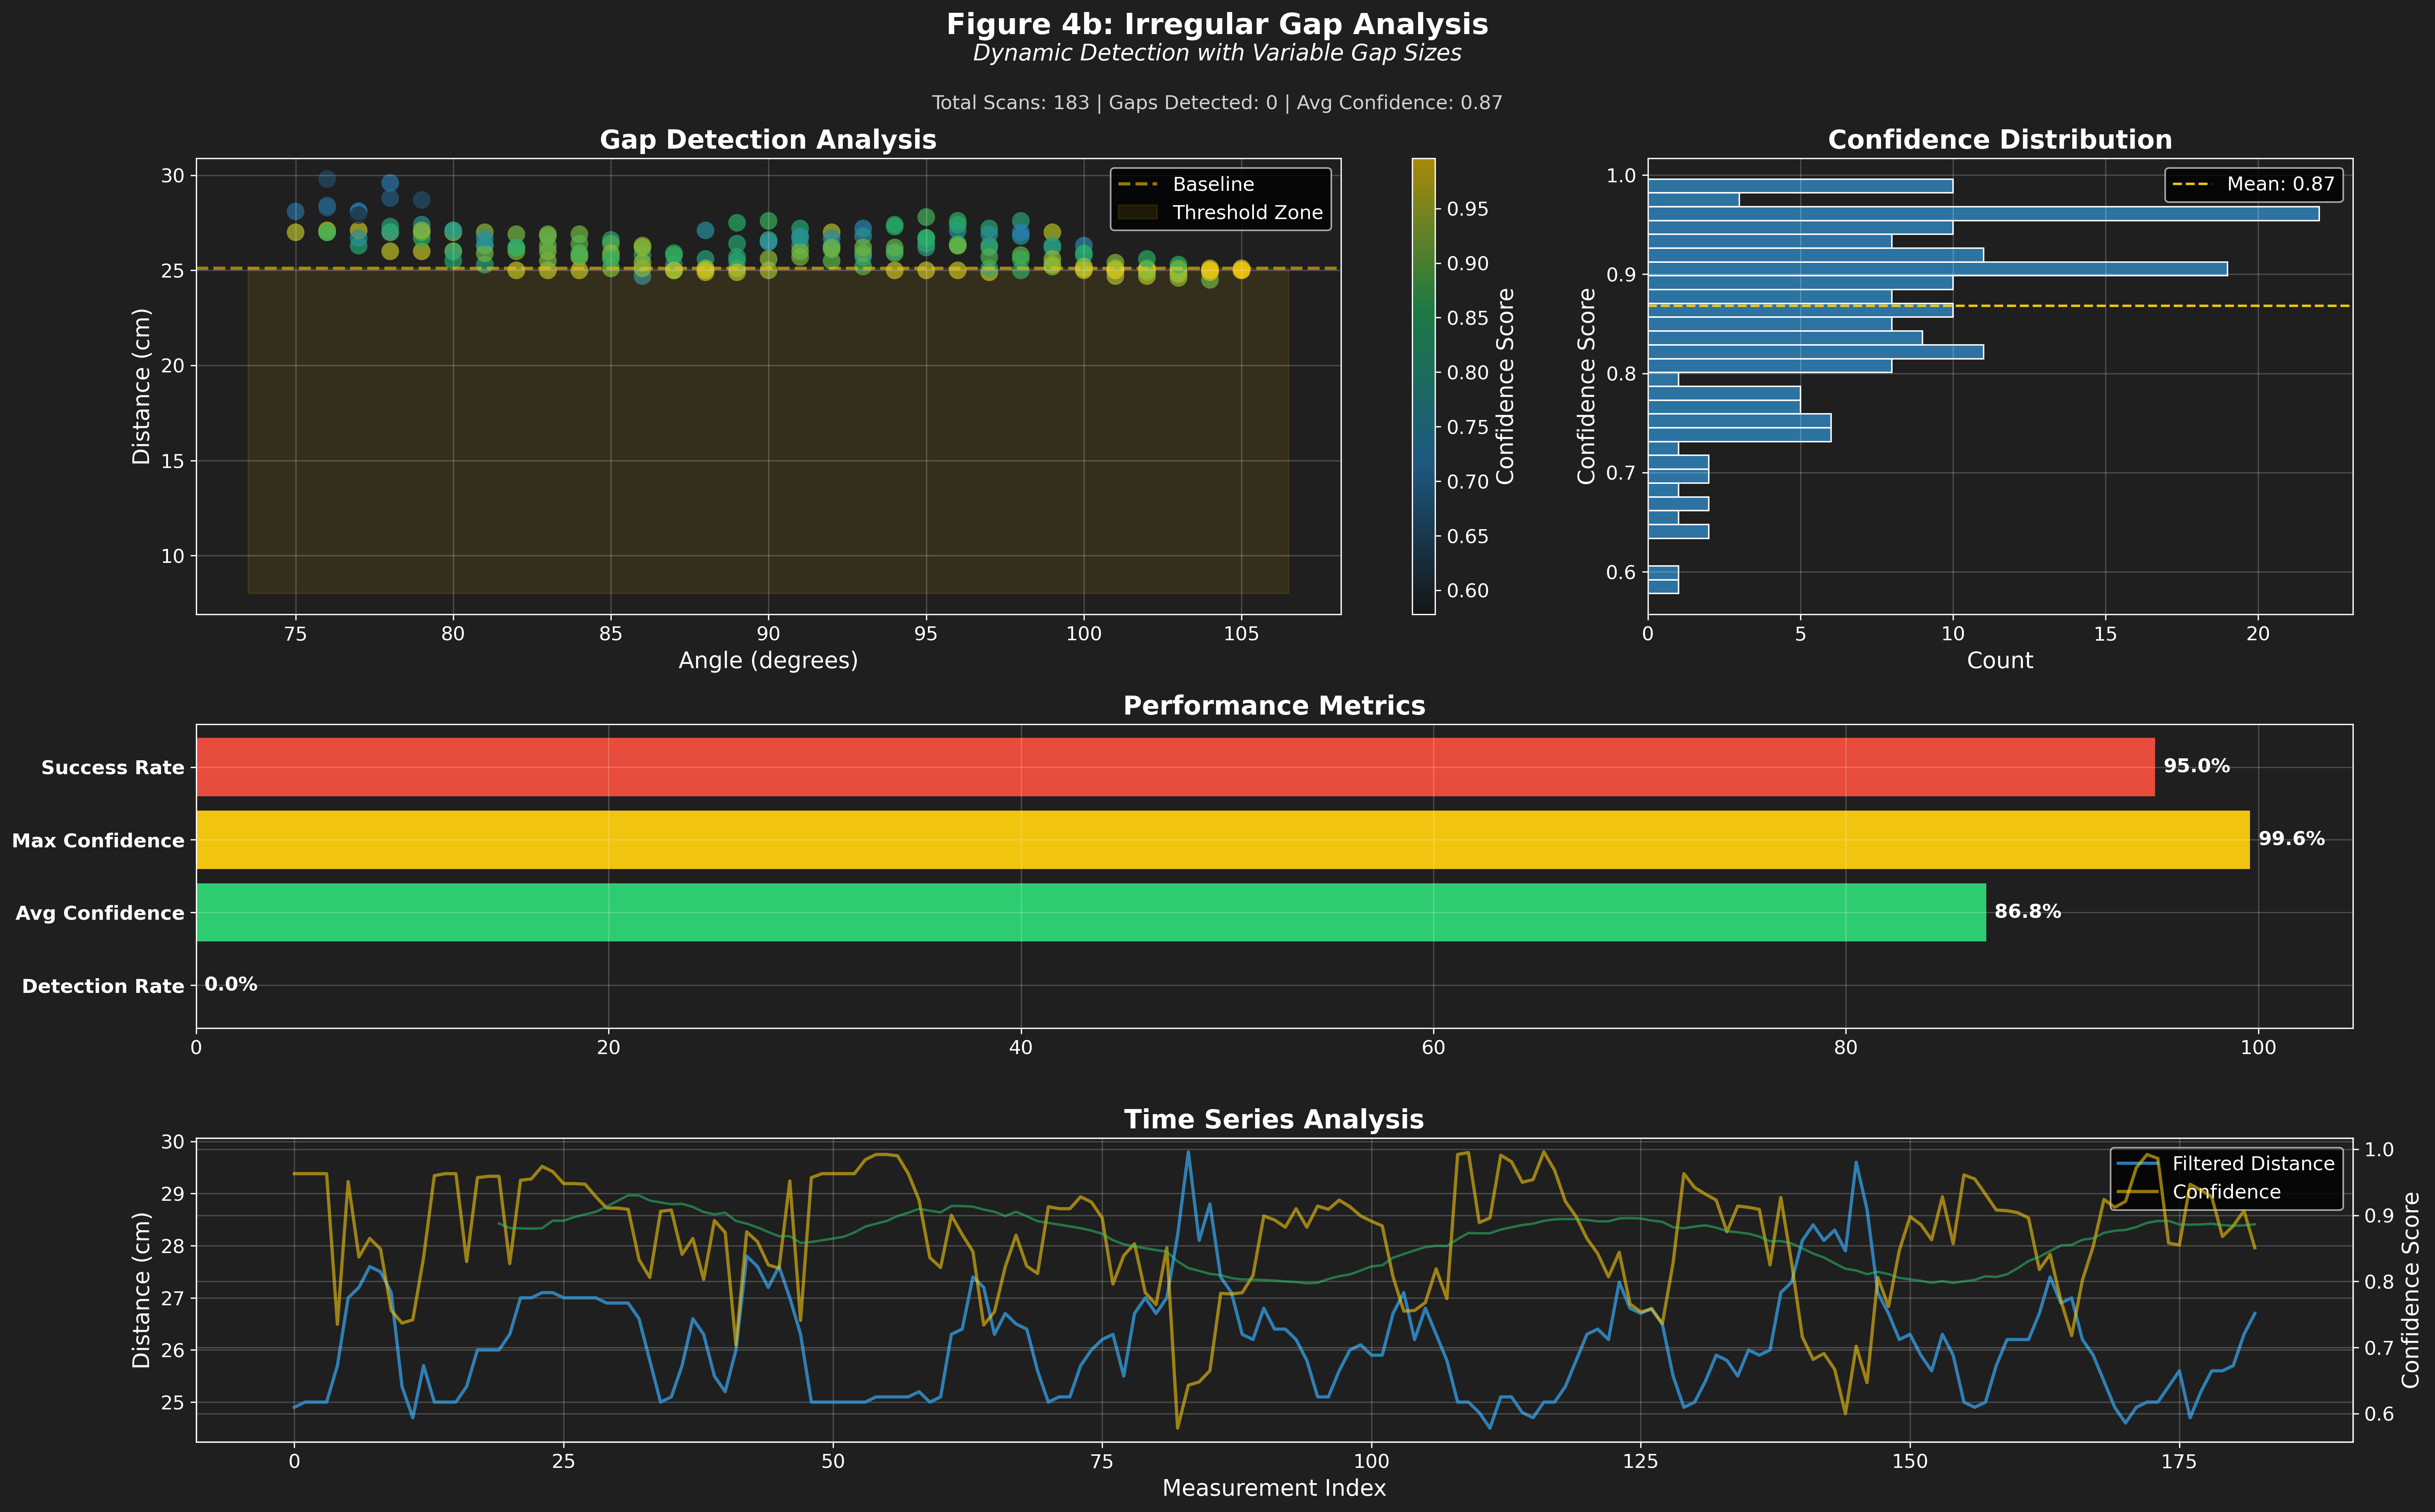 Figure 4b: Irregular Gap Analysis
Dynamic Detection with Variable Gap Sizes
Total Scans: 183 | Gaps Detected: 0 | Avg Confidence: 0.87
Gap Detection Analysis
Distance (cm)
30
25
20
15
10
Baseline
Threshold Zone
75
80
85
90
95
100
105
Angle (degrees)
0.95
0.90
0.85
0.80
0.75
0.70
0.65
0.60
Confidence Score
Confidence Distribution
Confidence Score
1.0
0.9
0.8
0.7
0.6
Mean: 0.87
0
5
10
15
20
Count
Performance Metrics
Success Rate
95.0%
Max Confidence
99.6%
Avg Confidence
86.8%
Detection Rate
0.0%
0
20
40
60
80
100
Time Series Analysis
Distance (cm)
30
29
28
27
26
25
Filtered Distance
Confidence
1.0
0.9
0.8
0.7
0.6
Confidence Score
0
25
50
75
100
125
150
175
Measurement Index